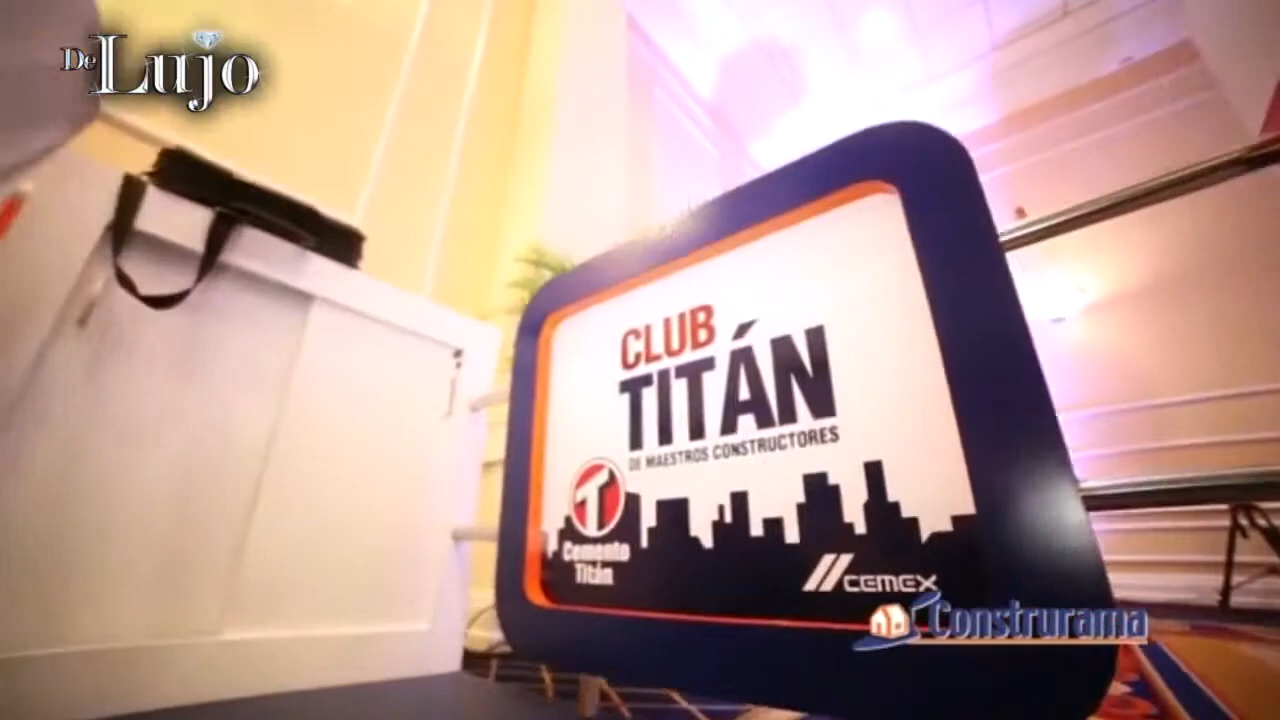 De Lujo
CLUB
TITÁN
DE MAESTROS CONSTRUCTORES
T
Cemento
Titán
CEMEX
Construrama